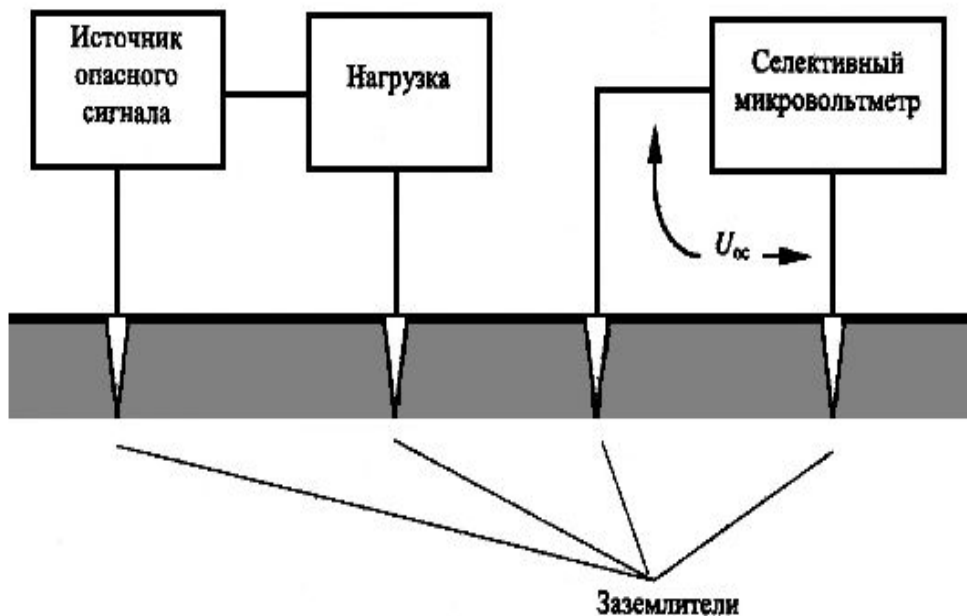 Источник
опасного
сигнала
Нагрузка
Селективный
микровольтметр
Uос
Заземлители